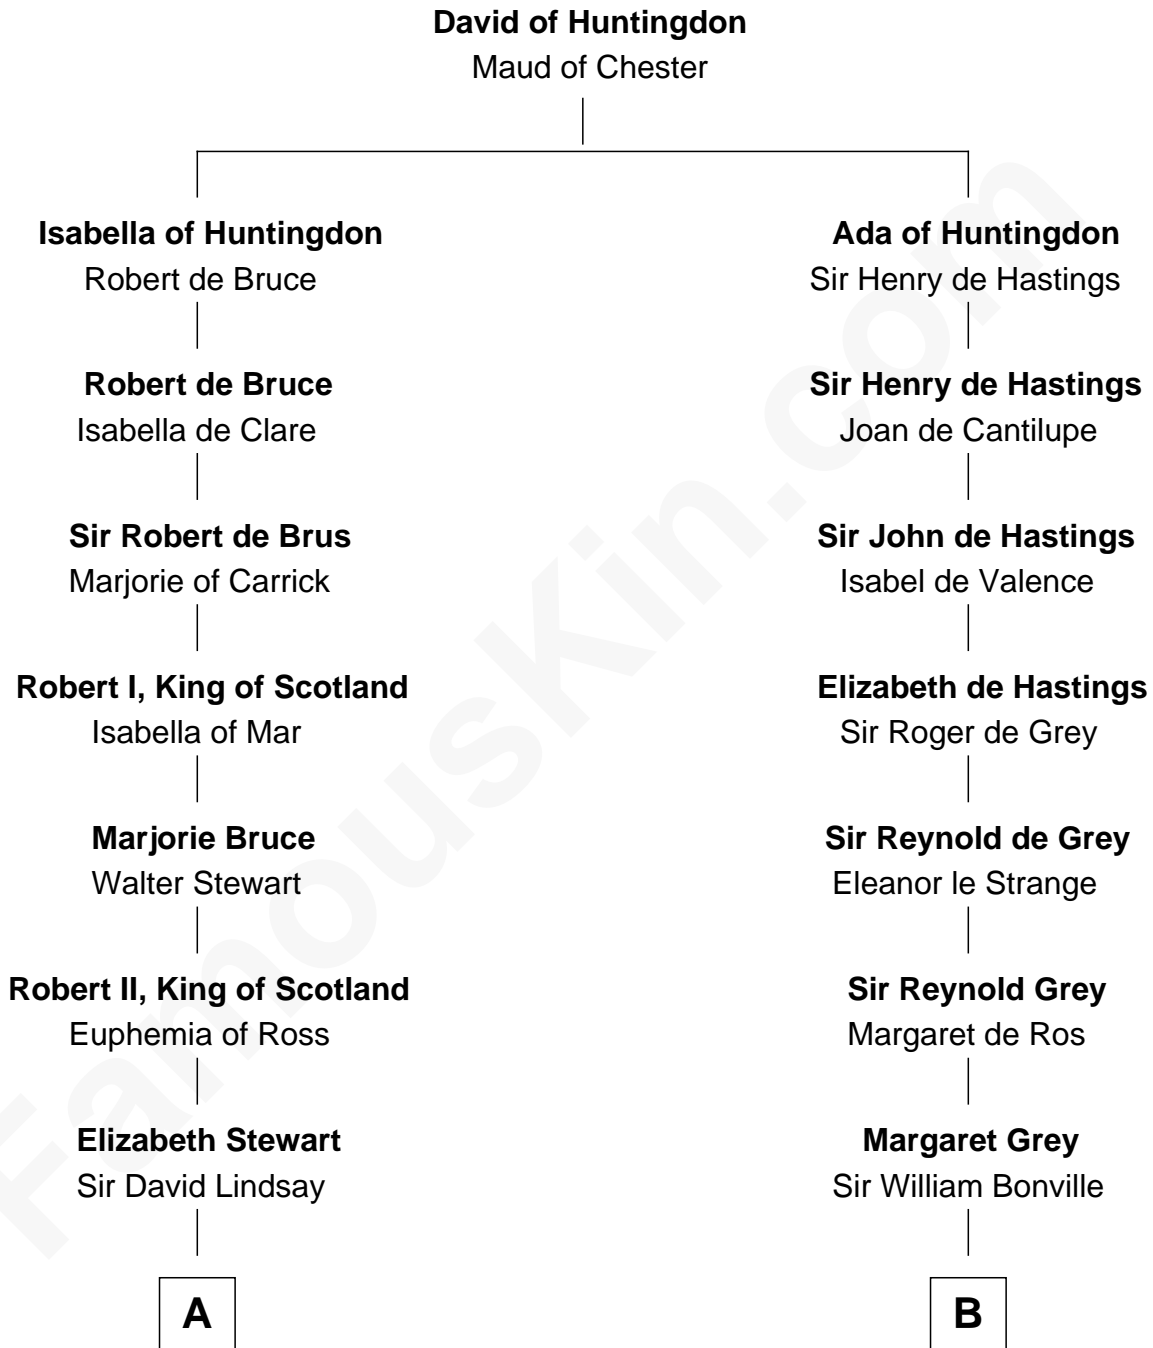 David of Huntingdon
Maud of Chester
Isabella of Huntingdon
Robert de Bruce
Robert de Bruce
Isabella de Clare
Sir Robert de Brus
Marjorie of Carrick
Robert I, King of Scotland
Isabella of Mar
Marjorie Bruce
Walter Stewart
Robert II, King of Scotland
Euphemia of Ross
Elizabeth Stewart
Sir David Lindsay
A
Ada of Huntingdon
Sir Henry de Hastings
Sir Henry de Hastings
Joan de Cantilupe
Sir John de Hastings
Isabel de Valence
Elizabeth de Hastings
Sir Roger de Grey
Sir Reynold de Grey
Eleanor le Strange
Sir Reynold Grey
Margaret de Ros
Margaret Grey
Sir William Bonville
B
FamousKin.com